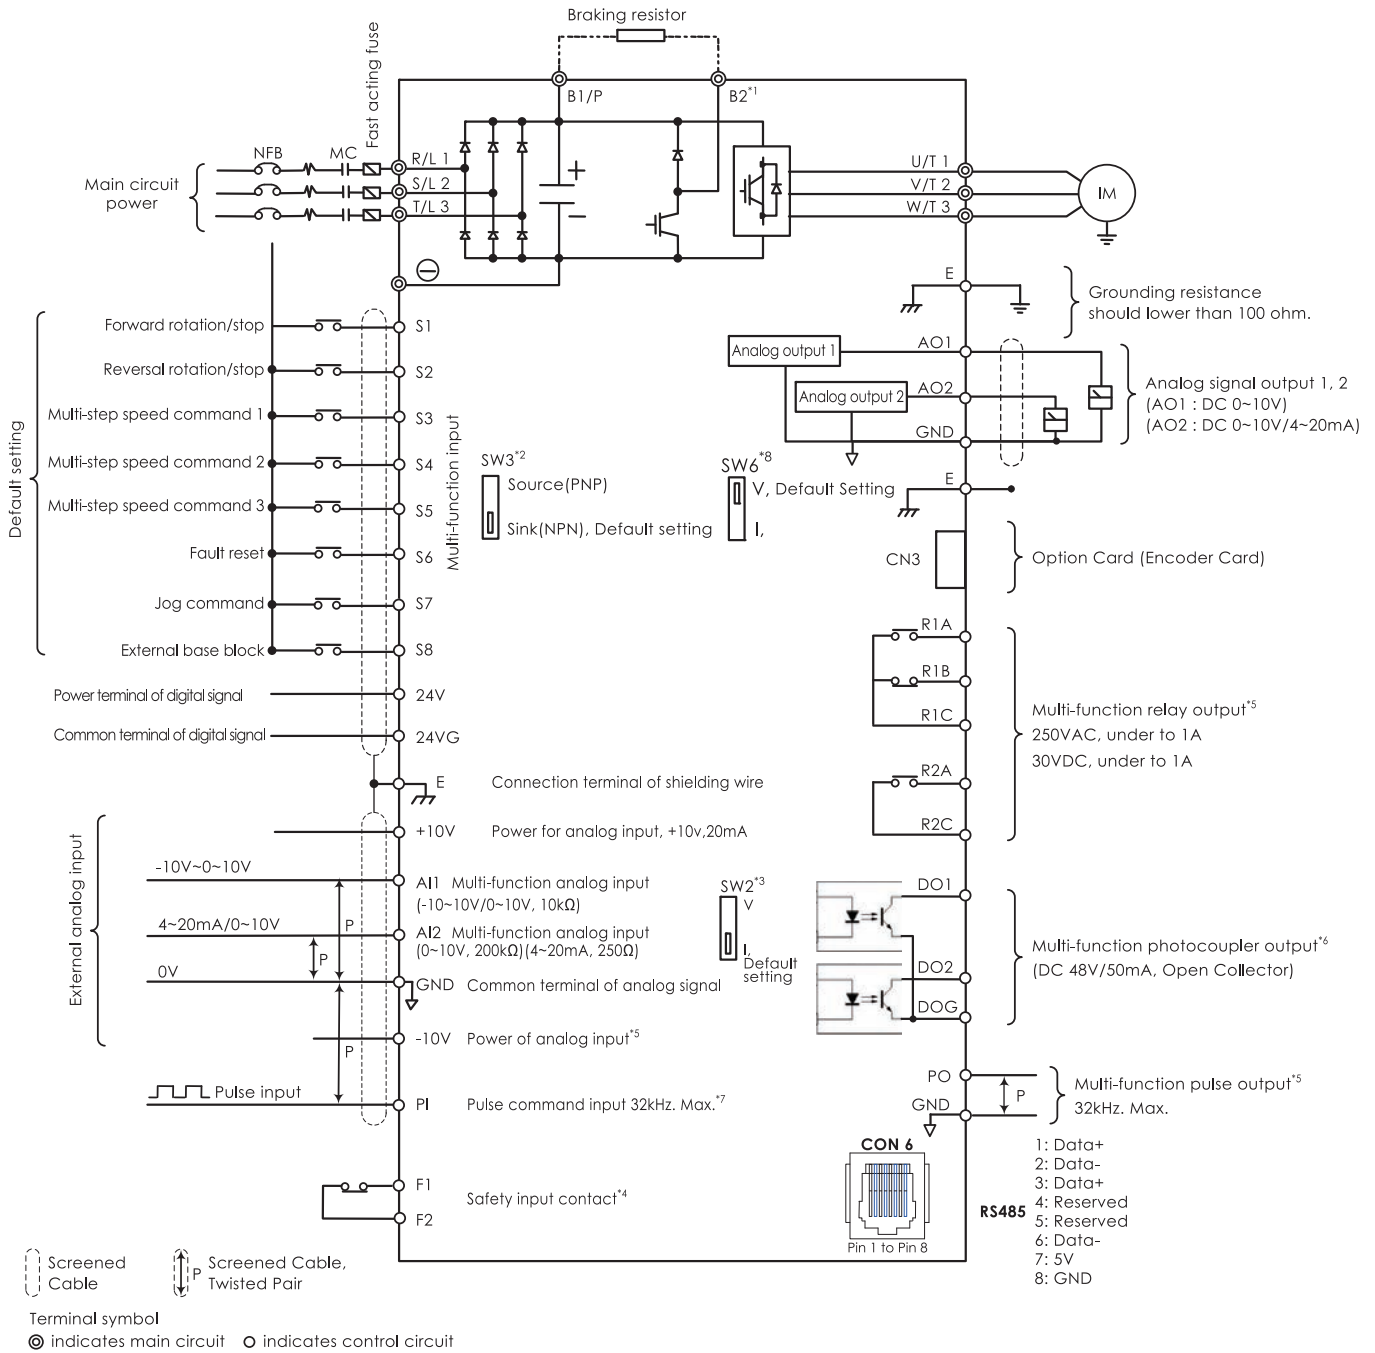 Braking resistor
Fast acting fuse
B1/P
B2*1
NFB
MC
R/L 1
S/L 2
T/L 3
Main circuit
power
+
−
U/T 1
V/T 2
W/T 3
IM
E
Grounding resistance
should lower than 100 ohm.
Default setting
Forward rotation/stop
S1
Reversal rotation/stop
S2
Multi-step speed command 1
S3
Multi-step speed command 2
S4
Multi-step speed command 3
S5
Fault reset
S6
Jog command
S7
External base block
S8
Multi-function input
Power terminal of digital signal
24V
Common terminal of digital signal
24VG
E
Connection terminal of shielding wire
SW3*2
Source(PNP)
Sink(NPN), Default setting
SW6*8
V, Default Setting
I,
Analog output 1
AO1
Analog output 2
AO2
GND
Analog signal output 1, 2
(AO1 : DC 0~10V)
(AO2 : DC 0~10V/4~20mA)
E
CN3
Option Card (Encoder Card)
R1A
R1B
R1C
R2A
R2C
Multi-function relay output*5
250VAC, under to 1A
30VDC, under to 1A
External analog input
+10V
Power for analog input, +10v,20mA
-10V~0~10V
AI1 Multi-function analog input
(-10~10V/0~10V, 10kΩ)
4~20mA/0~10V
P
AI2 Multi-function analog input
(0~10V, 200kΩ)(4~20mA, 250Ω)
P
0V
GND Common terminal of analog signal
-10V Power of analog input*5
P
Pulse input
PI
Pulse command input 32kHz. Max.*7
SW2*3
V
I,
Default
setting
DO1
DO2
DOG
Multi-function photocoupler output*6
(DC 48V/50mA, Open Collector)
PO
P
GND
Multi-function pulse output*5
32kHz. Max.
F1
F2
Safety input contact*4
CON 6
Pin 1 to Pin 8
RS485
1: Data+
2: Data-
3: Data+
4: Reserved
5: Reserved
6: Data-
7: 5V
8: GND
Screened
Cable
P
Screened Cable,
Twisted Pair
Terminal symbol
indicates main circuit
indicates control circuit